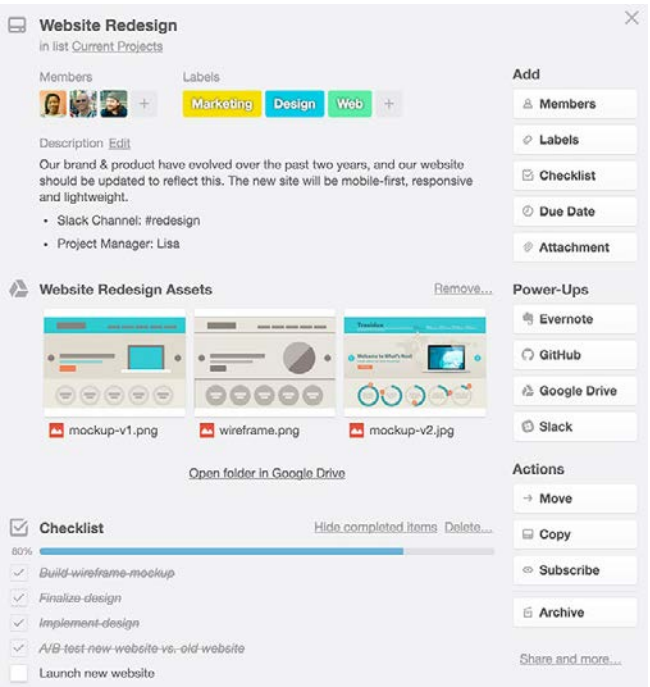 Website Redesign
in list Current Projects
Members
Labels
Marketing Design Web +
+
Description Edit
Our brand & product have evolved over the past two years, and our website
should be updated to reflect this. The new site will be mobile-first, responsive
and lightweight.
• Slack Channel: #redesign
• Project Manager: Lisa
Website Redesign Assets
Remove...
Welcome to What's Next!
mockup-v1.png
wireframe.png
mockup-v2.jpg
Open folder in Google Drive
Checklist
Hide completed items Delete...
80%
Build wireframe mockup
Finalize design
Implement design
A/B test new website vs. old website
Launch new website
Add
Members
Labels
Checklist
Due Date
Attachment
Power-Ups
Evernote
GitHub
Google Drive
Slack
Actions
Move
Copy
Subscribe
Archive
Share and more...